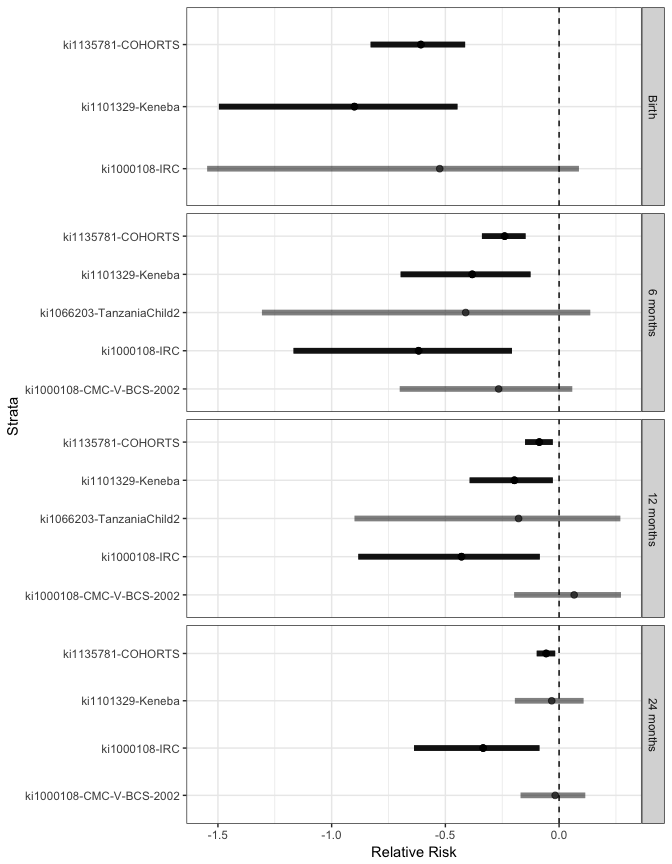 Strata
ki1135781-COHORTS
ki1101329-Keneba
ki1000108-IRC
Birth
ki1135781-COHORTS
ki1101329-Keneba
ki1066203-TanzaniaChild2
ki1000108-IRC
ki1000108-CMC-V-BCS-2002
6 months
ki1135781-COHORTS
ki1101329-Keneba
ki1066203-TanzaniaChild2
ki1000108-IRC
ki1000108-CMC-V-BCS-2002
12 months
ki1135781-COHORTS
ki1101329-Keneba
ki1000108-IRC
ki1000108-CMC-V-BCS-2002
24 months
-1.5 -1.0 -0.5 0.0
Relative Risk